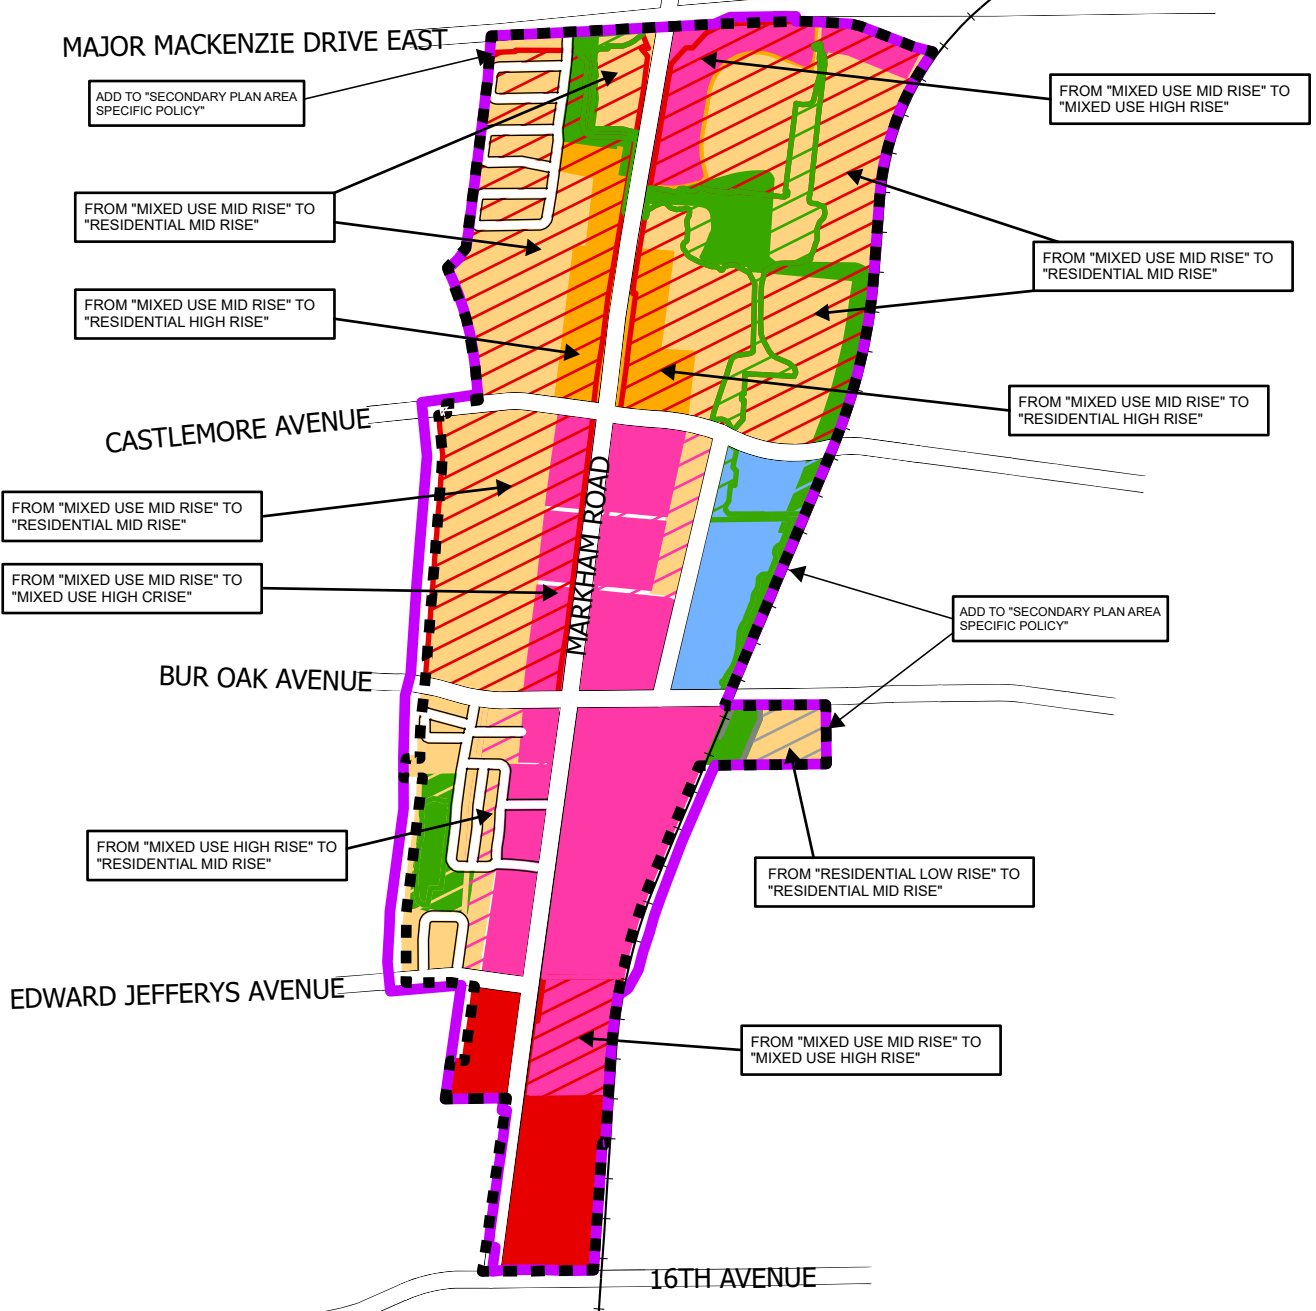 MAJOR MACKENZIE DRIVE EAST
ADD TO "SECONDARY PLAN AREA
SPECIFIC POLICY"
FROM "MIXED USE MID RISE" TO
"MIXED USE HIGH RISE"
FROM "MIXED USE MID RISE" TO
"RESIDENTIAL MID RISE"
FROM "MIXED USE MID RISE" TO
"RESIDENTIAL MID RISE"
FROM "MIXED USE MID RISE" TO
"RESIDENTIAL HIGH RISE"
FROM "MIXED USE MID RISE" TO
"RESIDENTIAL HIGH RISE"
CASTLEMORE AVENUE
MARKHAM ROAD
FROM "MIXED USE MID RISE" TO
"RESIDENTIAL MID RISE"
FROM "MIXED USE MID RISE" TO
"MIXED USE HIGH CRISE"
ADD TO "SECONDARY PLAN AREA
SPECIFIC POLICY"
BUR OAK AVENUE
FROM "MIXED USE HIGH RISE" TO
"RESIDENTIAL MID RISE"
FROM "RESIDENTIAL LOW RISE" TO
"RESIDENTIAL MID RISE"
EDWARD JEFFERYS AVENUE
FROM "MIXED USE MID RISE" TO
"MIXED USE HIGH RISE"
16TH AVENUE